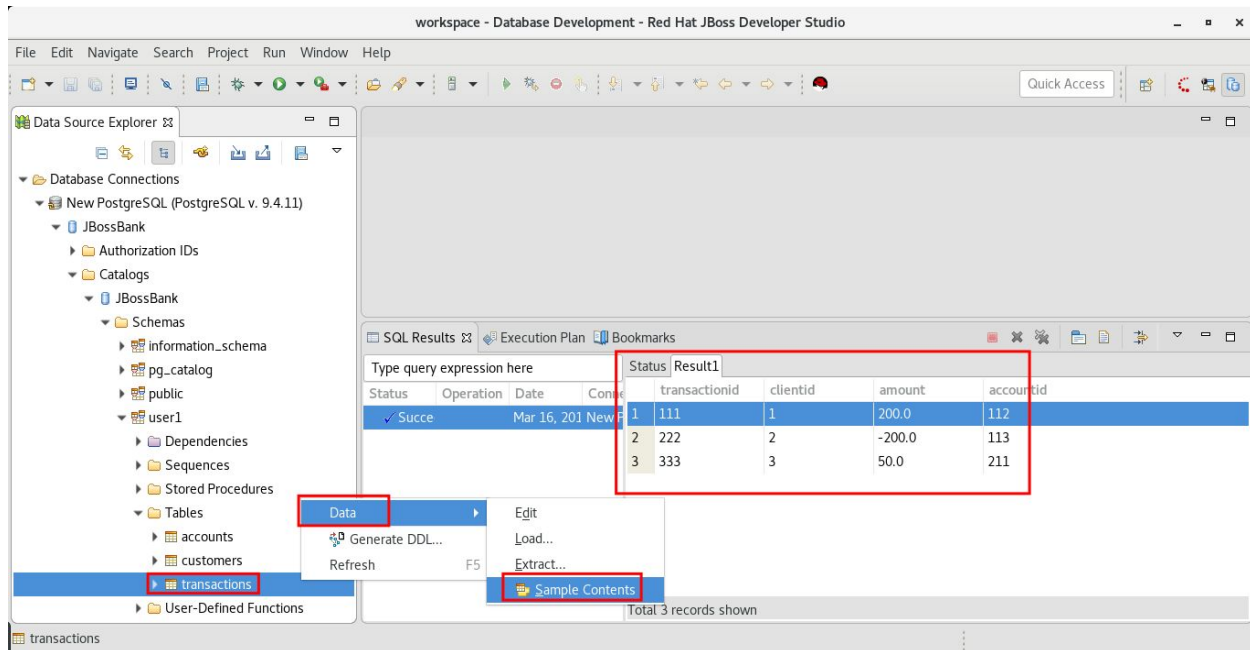 workspace - Database Development - Red Hat JBoss Developer Studio
File Edit Navigate Search Project Run Window Help
Quick Access
Data Source Explorer
Database Connections
New PostgreSQL (PostgreSQL v. 9.4.11)
JBossBank
Authorization IDs
Catalogs
JBossBank
Schemas
information_schema
pg_catalog
public
user1
Dependencies
Sequences
Stored Procedures
Tables
accounts
customers
transactions
User-Defined Functions
Data
Generate DDL...
Refresh F5
Edit
Load...
Extract...
Sample Contents
SQL Results Execution Plan Bookmarks
Type query expression here
Status Operation Date Conne
Succe Mar 16, 201 New P
Status Result1
transactionid clientid amount accountid
1 111 1 200.0 112
2 222 2 -200.0 113
3 333 3 50.0 211
Total 3 records shown
transactions